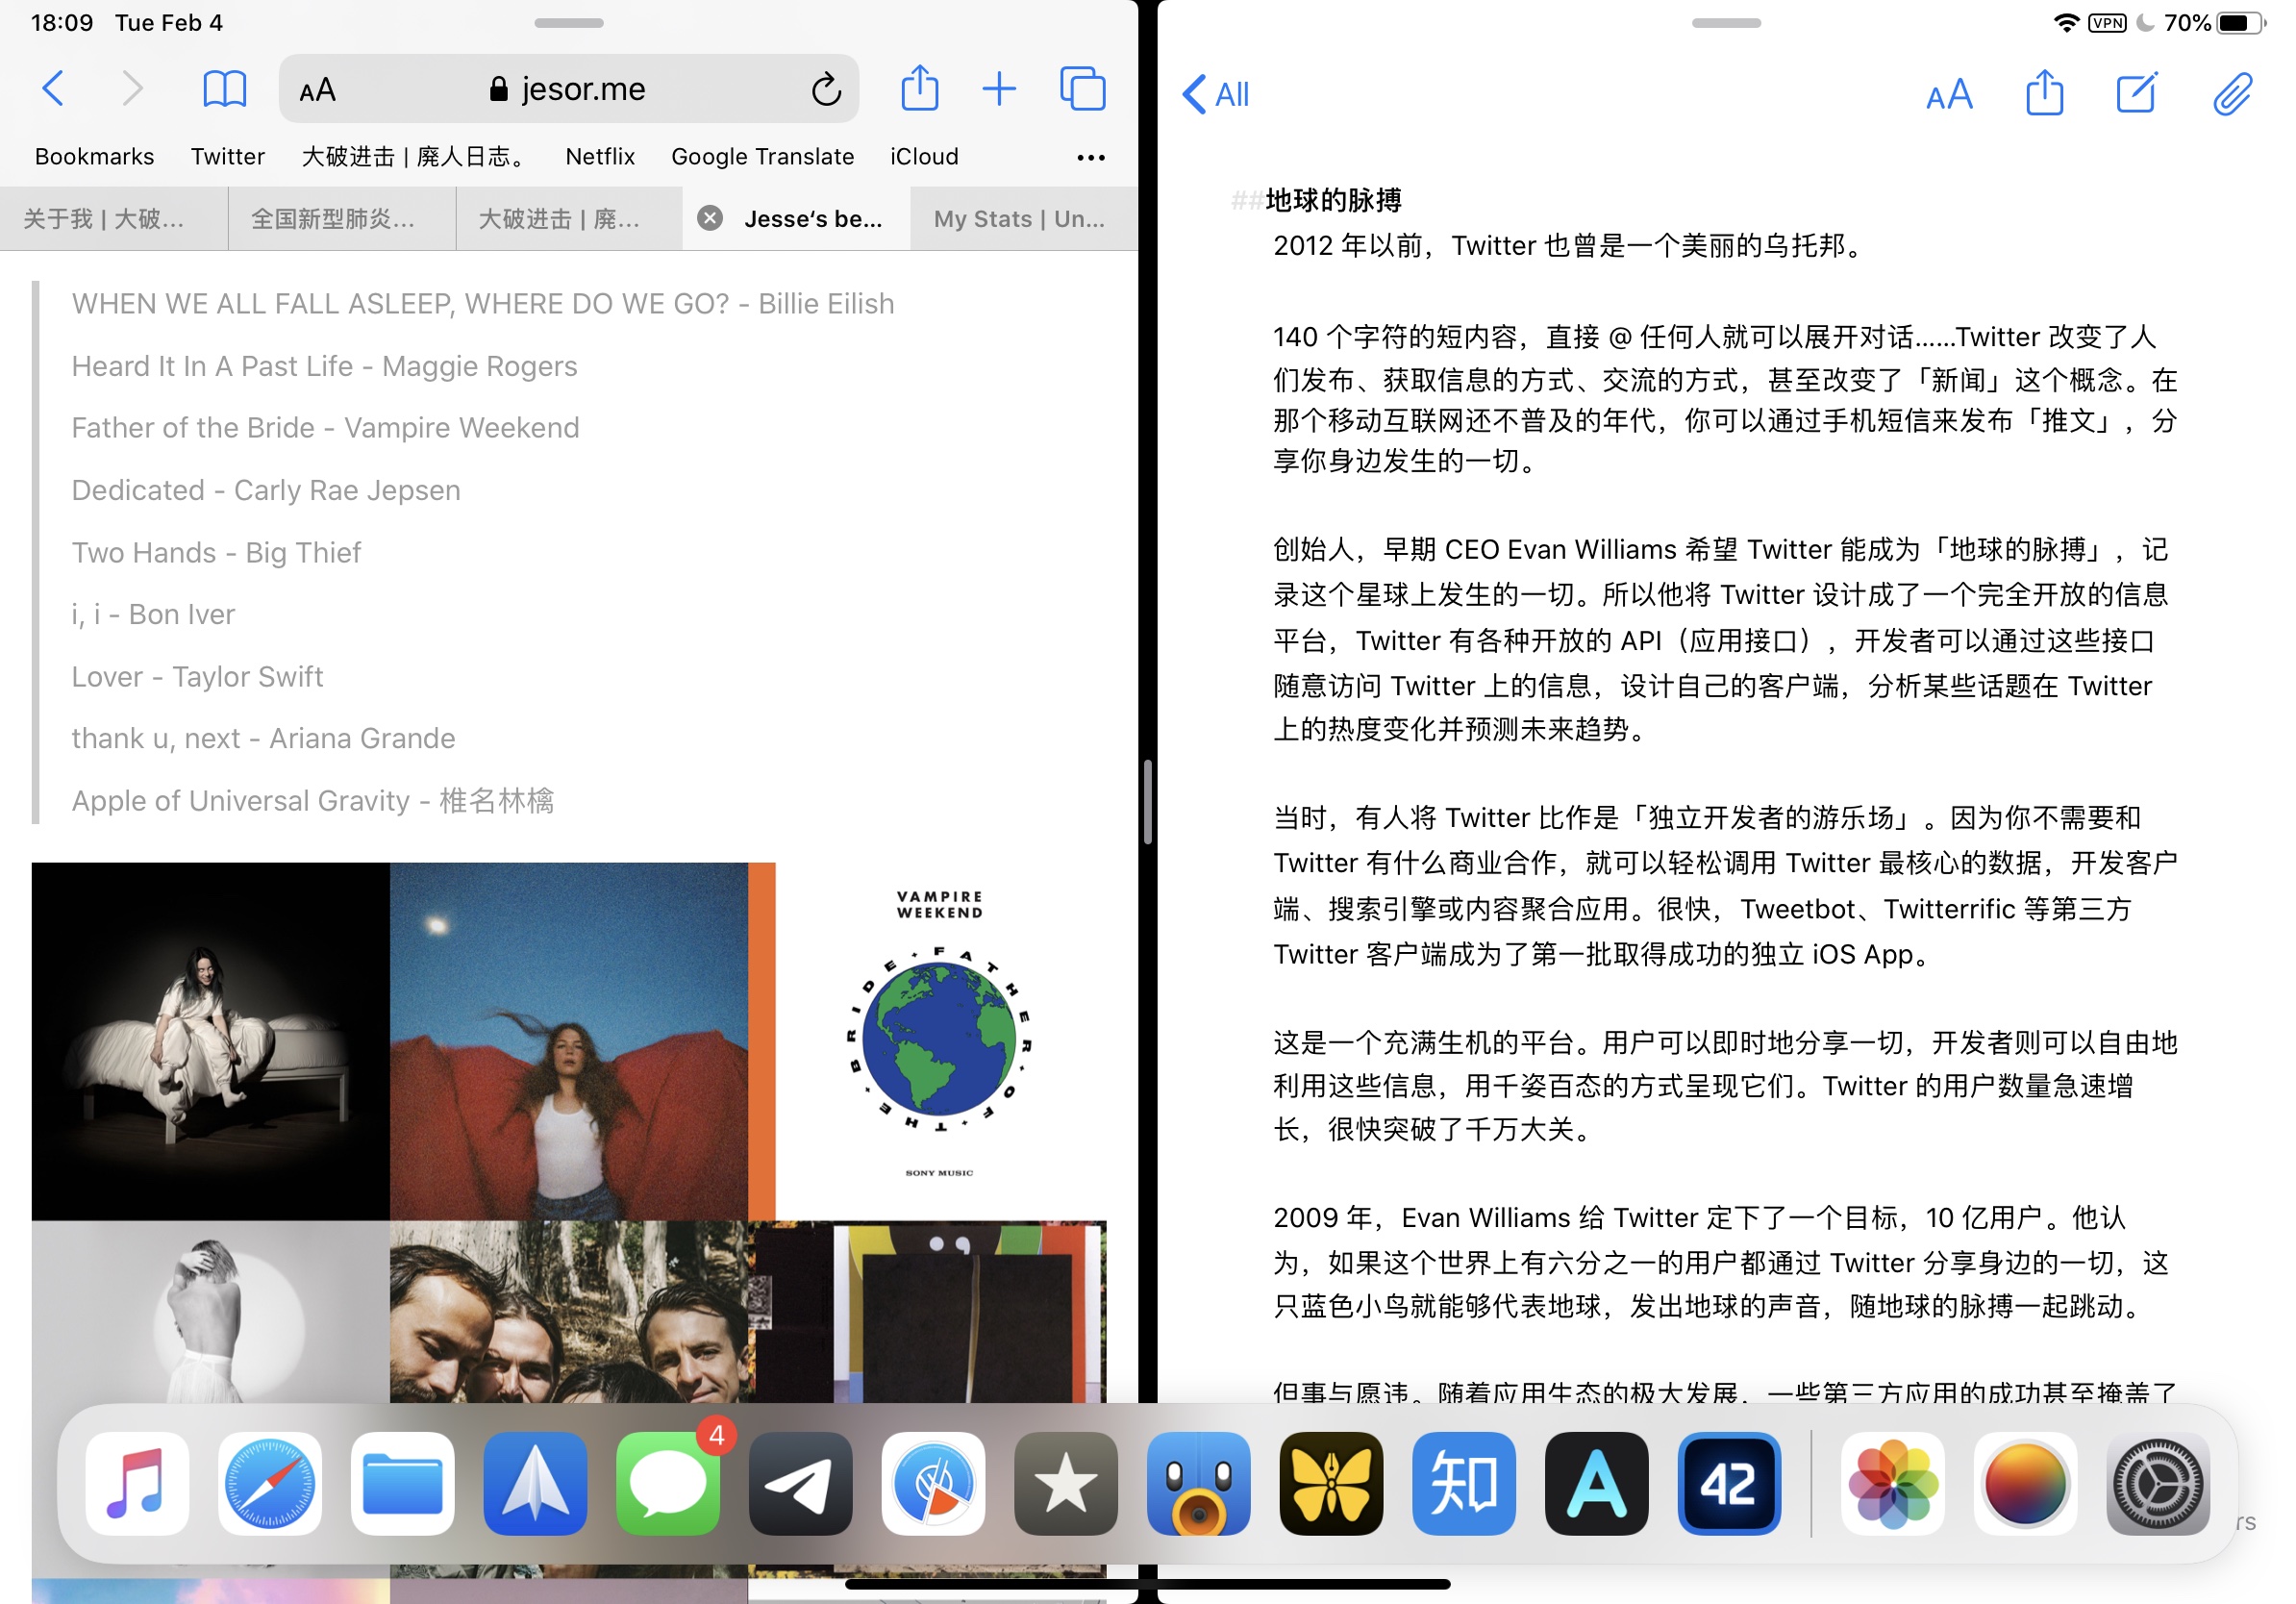 18:09 Tue Feb 4
AA jesor.me
Bookmarks Twitter 大破进击 | 廃人日志。 Netflix Google Translate iCloud
关于我 | 大破... 全国新型肺炎... 大破进击 | 廃... Jesse‘s be... My Stats | Un...
WHEN WE ALL FALL ASLEEP, WHERE DO WE GO? - Billie Eilish
Heard It In A Past Life - Maggie Rogers
Father of the Bride - Vampire Weekend
Dedicated - Carly Rae Jepsen
Two Hands - Big Thief
i, i - Bon Iver
Lover - Taylor Swift
thank u, next - Ariana Grande
Apple of Universal Gravity - 椎名林檎
VAMPIRE
WEEKEND
FATHER · OF · THE · BRIDE
SONY MUSIC
VPN 70%
All AA
##地球的脉搏
2012 年以前，Twitter 也曾是一个美丽的乌托邦。
140 个字符的短内容，直接 @ 任何人就可以展开对话......Twitter 改变了人
们发布、获取信息的方式、交流的方式，甚至改变了「新闻」这个概念。在
那个移动互联网还不普及的年代，你可以通过手机短信来发布「推文」，分
享你身边发生的一切。
创始人，早期 CEO Evan Williams 希望 Twitter 能成为「地球的脉搏」，记
录这个星球上发生的一切。所以他将 Twitter 设计成了一个完全开放的信息
平台，Twitter 有各种开放的 API（应用接口），开发者可以通过这些接口
随意访问 Twitter 上的信息，设计自己的客户端，分析某些话题在 Twitter
上的热度变化并预测未来趋势。
当时，有人将 Twitter 比作是「独立开发者的游乐场」。因为你不需要和
Twitter 有什么商业合作，就可以轻松调用 Twitter 最核心的数据，开发客户
端、搜索引擎或内容聚合应用。很快，Tweetbot、Twitterrific 等第三方
Twitter 客户端成为了第一批取得成功的独立 iOS App。
这是一个充满生机的平台。用户可以即时地分享一切，开发者则可以自由地
利用这些信息，用千姿百态的方式呈现它们。Twitter 的用户数量急速增
长，很快突破了千万大关。
2009 年，Evan Williams 给 Twitter 定下了一个目标，10 亿用户。他认
为，如果这个世界上有六分之一的用户都通过 Twitter 分享身边的一切，这
只蓝色小鸟就能够代表地球，发出地球的声音，随地球的脉搏一起跳动。
但事与愿违。随着应用生态的极大发展，一些第三方应用的成功甚至掩盖了
4
知
A
42
rs